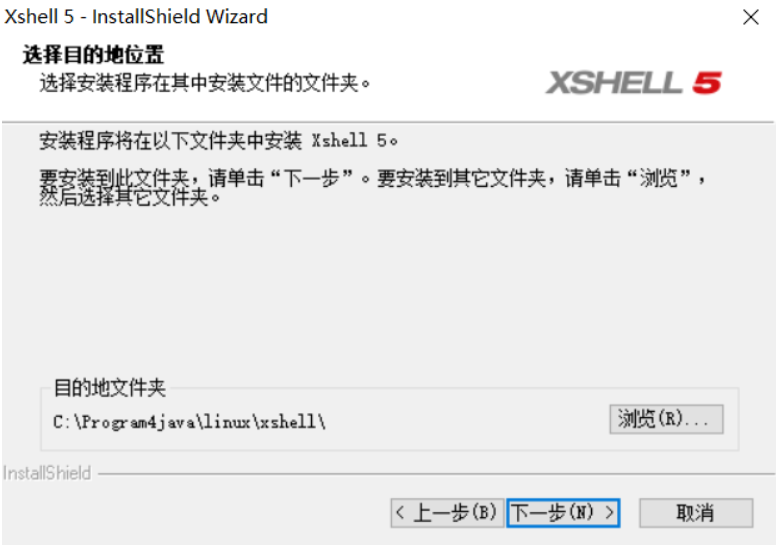 Xshell 5 - InstallShield Wizard
选择目的地位置
选择安装程序在其中安装文件的文件夹。
XSHELL 5
安装程序将在以下文件夹中安装 Xshell 5。
要安装到此文件夹，请单击“下一步”。要安装到其它文件夹，请单击“浏览”，
然后选择其它文件夹。
目的地文件夹
C:\Program4java\linux\xshell\
浏览(R)...
InstallShield
< 上一步(B)
下一步(N) >
取消